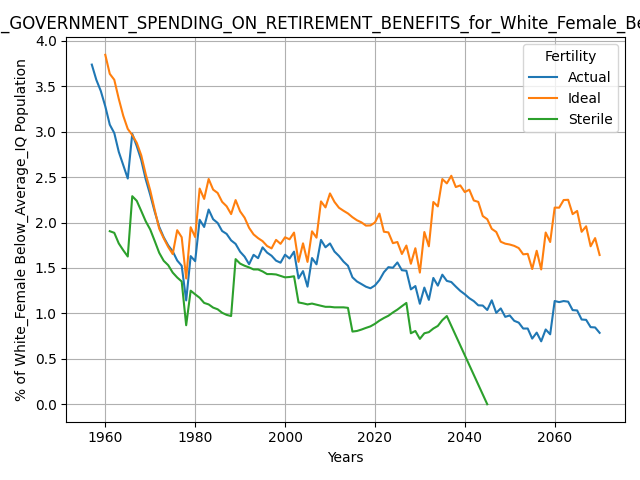 _GOVERNMENT_SPENDING_ON_RETIREMENT_BENEFITS_for_White_Female_Be
% of White_Female Below_Average_IQ Population
4.0
3.5
3.0
2.5
2.0
1.5
1.0
0.5
0.0
Fertility
Actual
Ideal
Sterile
1960 1980 2000 2020 2040 2060
Years